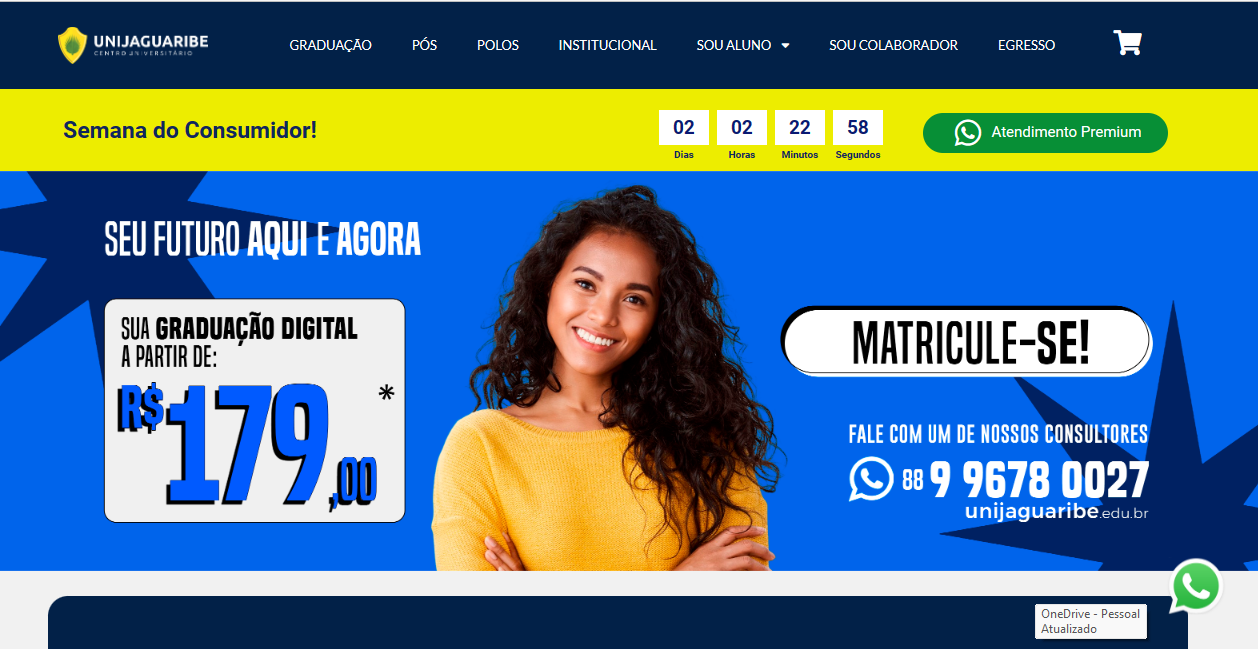 UNIJAGUARIBE
CENTRO UNIVERSITÁRIO
GRADUAÇÃO PÓS POLOS INSTITUCIONAL SOU ALUNO SOU COLABORADOR EGRESSO
Semana do Consumidor!
02 02 22 58
Dias Horas Minutos Segundos
Atendimento Premium
SEU FUTURO AQUI E AGORA
SUA GRADUAÇÃO DIGITAL
A PARTIR DE:
R$179,00*
MATRICULE-SE!
FALE COM UM DE NOSSOS CONSULTORES
88 9 9678 0027
unijaguaribe.edu.br
OneDrive - Pessoal
Atualizado